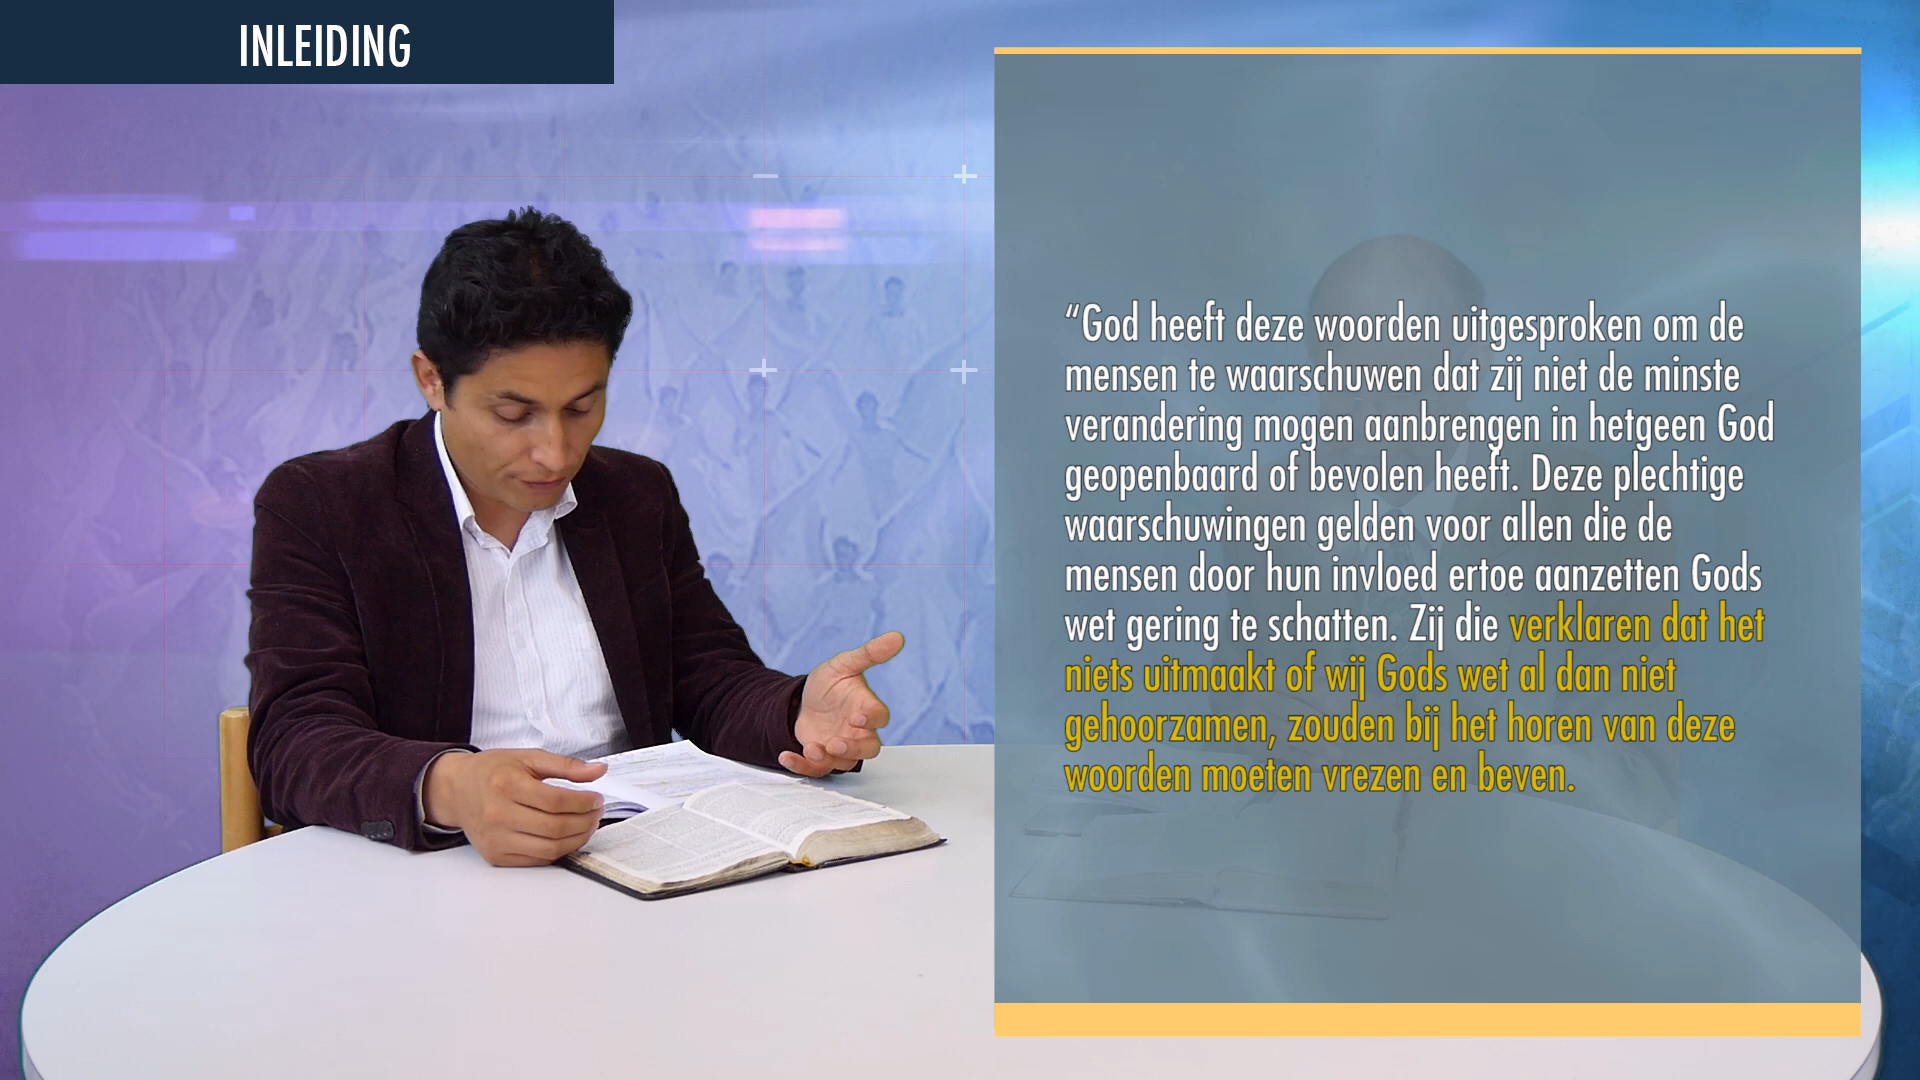 INLEIDING
“God heeft deze woorden uitgesproken om de
mensen te waarschuwen dat zij niet de minste
verandering mogen aanbrengen in hetgeen God
geopenbaard of bevolen heeft. Deze plechtige
waarschuwingen gelden voor allen die de
mensen door hun invloed ertoe aanzetten Gods
wet gering te schatten. Zij die verklaren dat het
niets uitmaakt of wij Gods wet al dan niet
gehoorzamen, zouden bij het horen van deze
woorden moeten vrezen en beven.